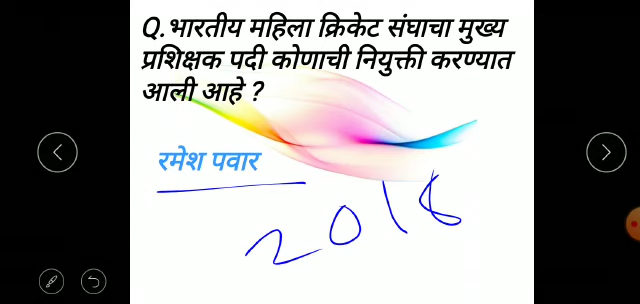 Q.भारतीय महिला क्रिकेट संघाचा मुख्य
प्रशिक्षक पदी कोणाची नियुक्ती करण्यात
आली आहे ?
रमेश पवार
2018